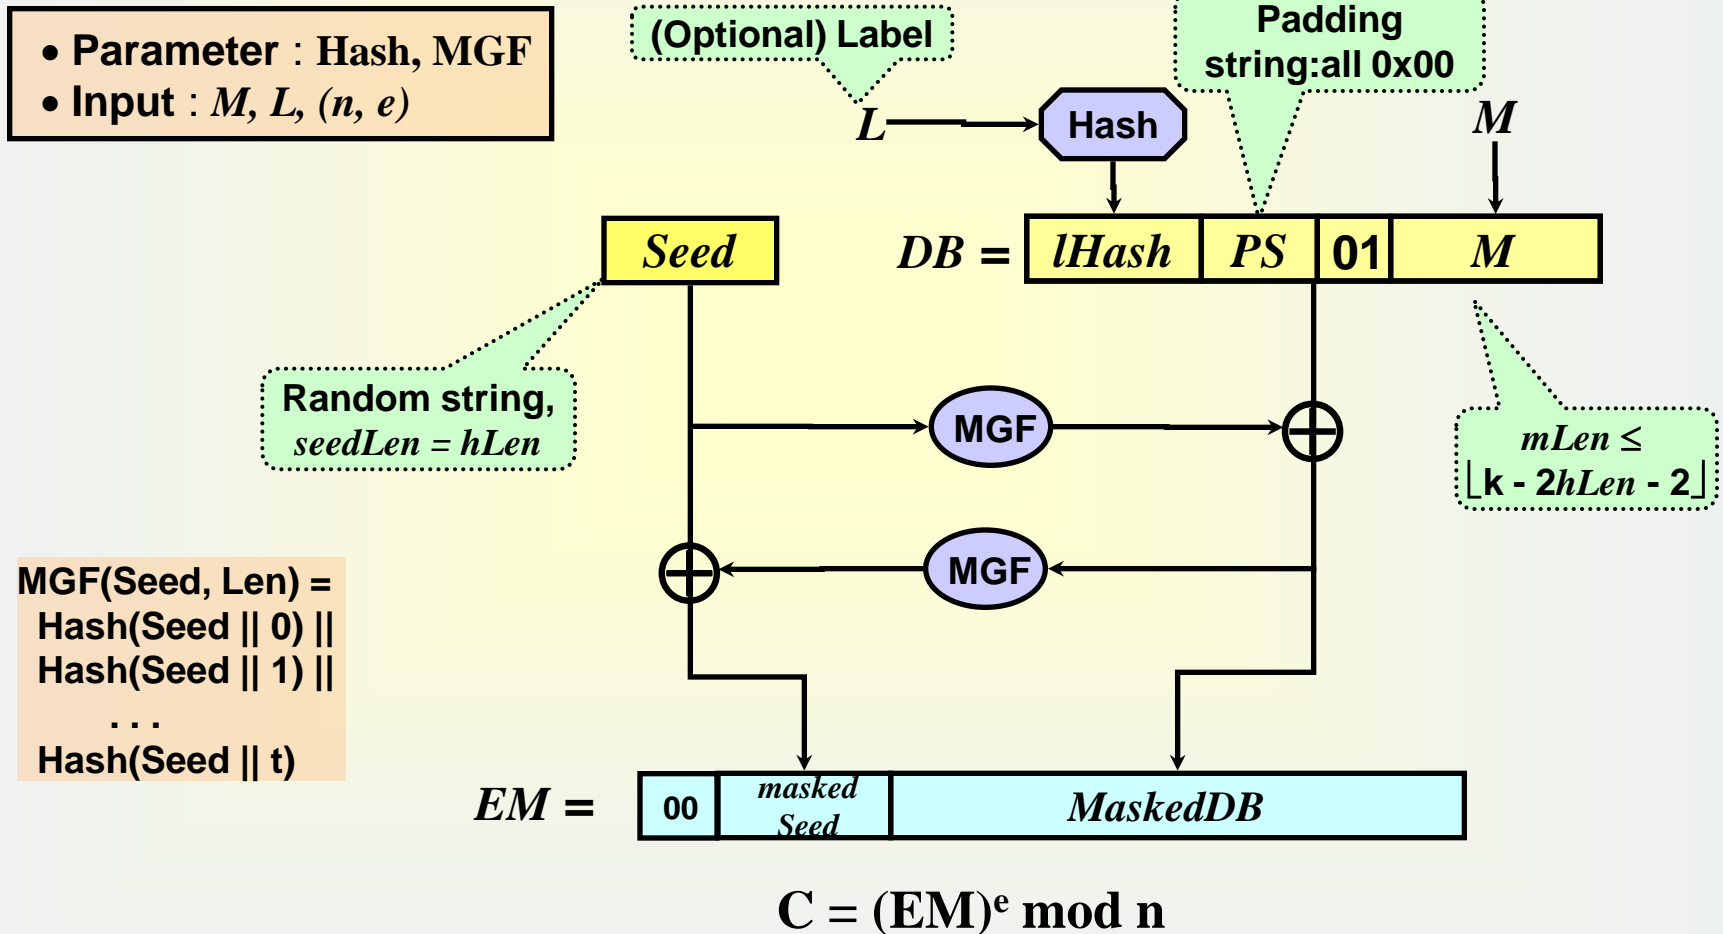 • Parameter : Hash, MGF
• Input : M, L, (n, e)
(Optional) Label
Padding
string:all 0x00
L
Hash
M
Seed
DB =
lHash
PS
01
M
Random string,
seedLen = hLen
MGF
mLen ≤
⌊k - 2hLen - 2⌋
MGF
MGF(Seed, Len) =
Hash(Seed || 0) ||
Hash(Seed || 1) ||
. . .
Hash(Seed || t)
EM =
00
masked
Seed
MaskedDB
C = (EM)ᵉ mod n